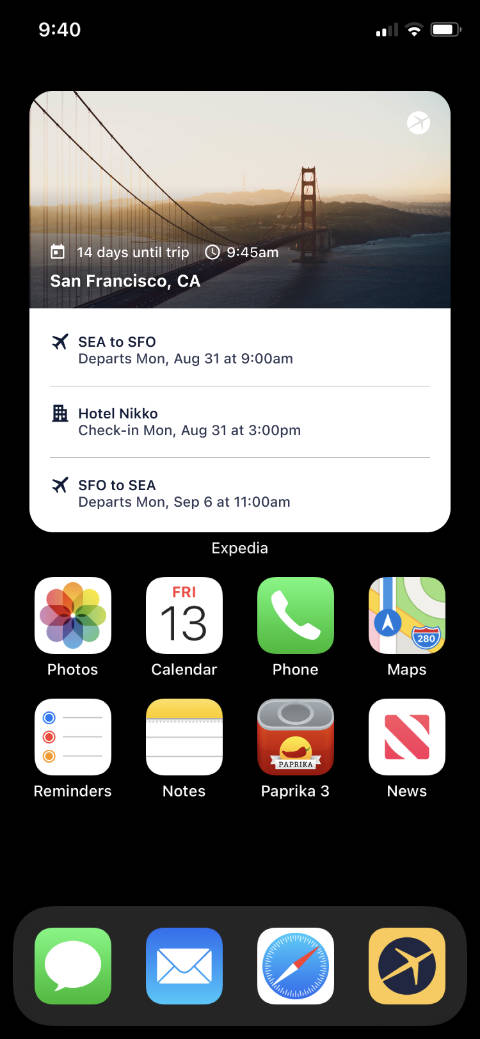 9:40
14 days until trip 9:45am
San Francisco, CA
SEA to SFO
Departs Mon, Aug 31 at 9:00am
Hotel Nikko
Check-in Mon, Aug 31 at 3:00pm
SFO to SEA
Departs Mon, Sep 6 at 11:00am
Expedia
FRI
13
280
Photos Calendar Phone Maps
PAPRIKA
Reminders Notes Paprika 3 News